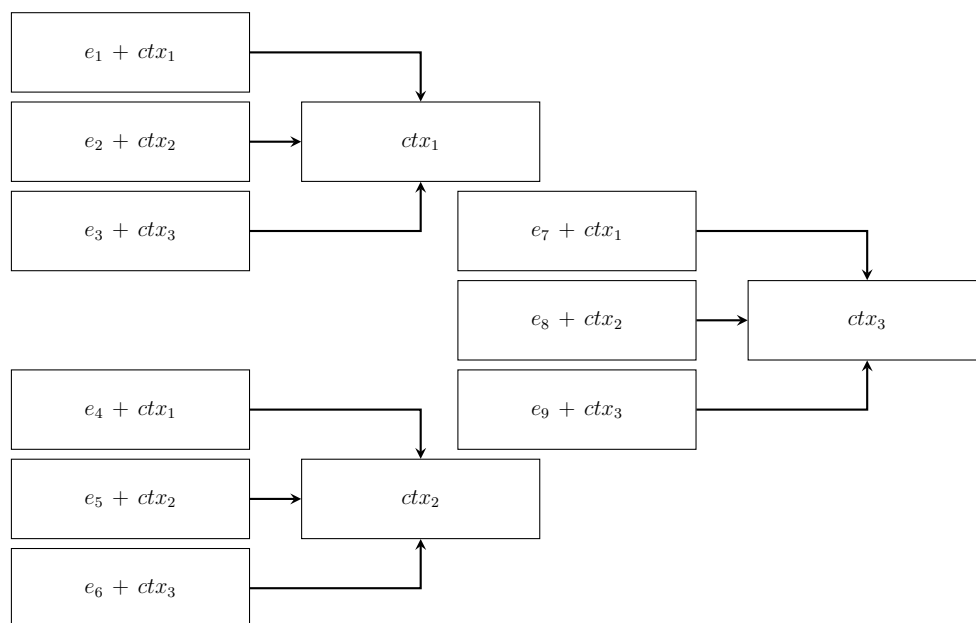 e₁ + ctx₁
e₂ + ctx₂
ctx₁
e₃ + ctx₃
e₇ + ctx₁
e₈ + ctx₂
ctx₃
e₉ + ctx₃
e₄ + ctx₁
e₅ + ctx₂
ctx₂
e₆ + ctx₃